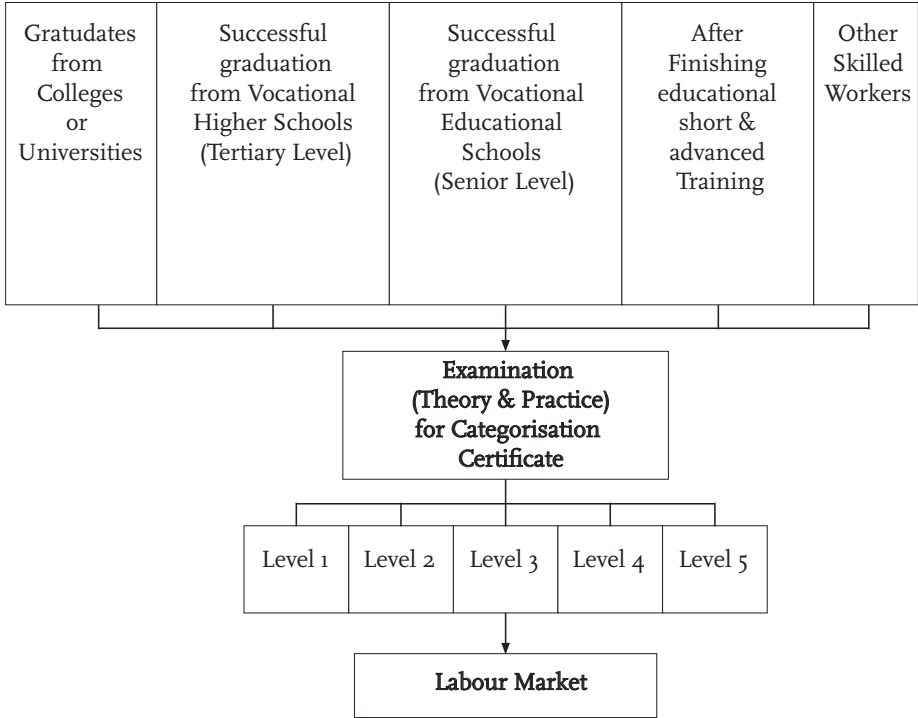 Gratudates
from
Colleges
or
Universities
Successful
graduation
from Vocational
Higher Schools
(Tertiary Level)
Successful
graduation
from Vocational
Educational
Schools
(Senior Level)
After
Finishing
educational
short &
advanced
Training
Other
Skilled
Workers
Examination
(Theory & Practice)
for Categorisation
Certificate
Level 1
Level 2
Level 3
Level 4
Level 5
Labour Market